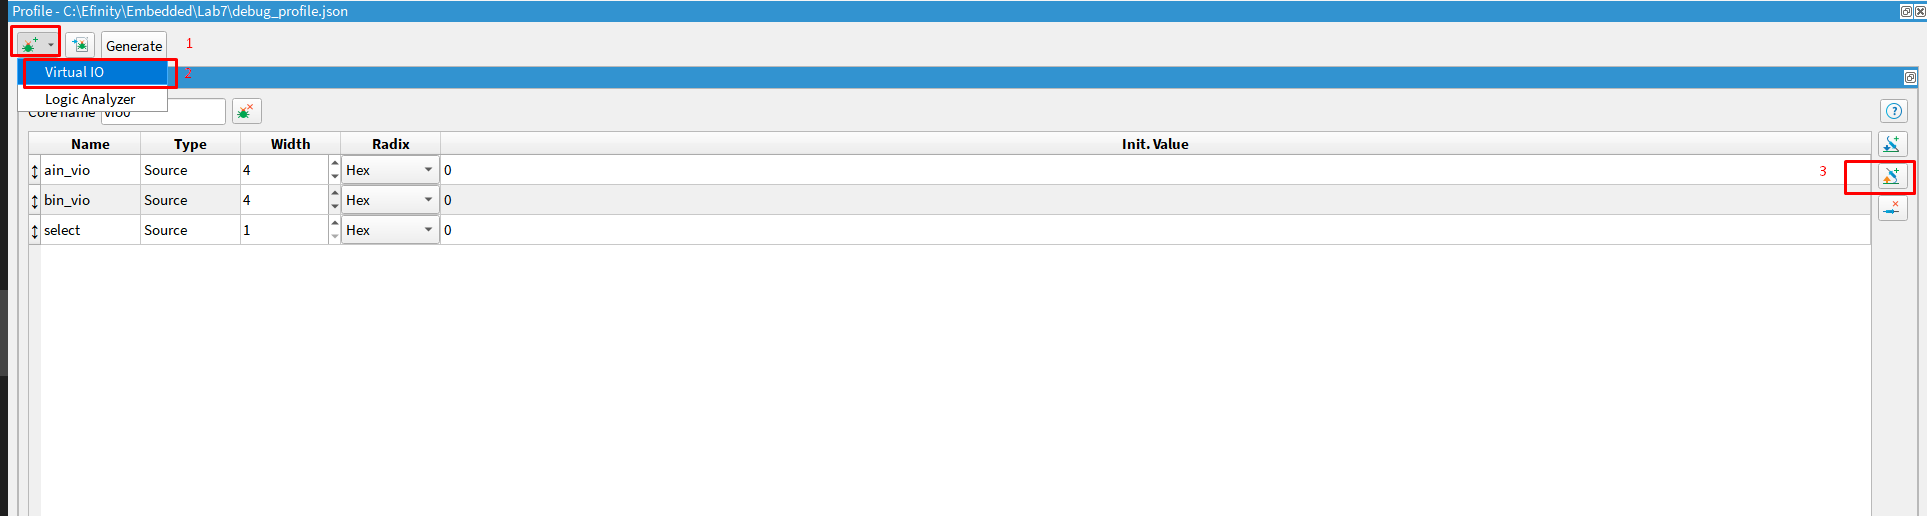 Profile - C:\Efinity\Embedded\Lab7\debug_profile.json
Generate 1
Virtual IO 2
Logic Analyzer
Core name vio0
Name Type Width Radix Init. Value
ain_vio Source 4 Hex 0 3
bin_vio Source 4 Hex 0
select Source 1 Hex 0